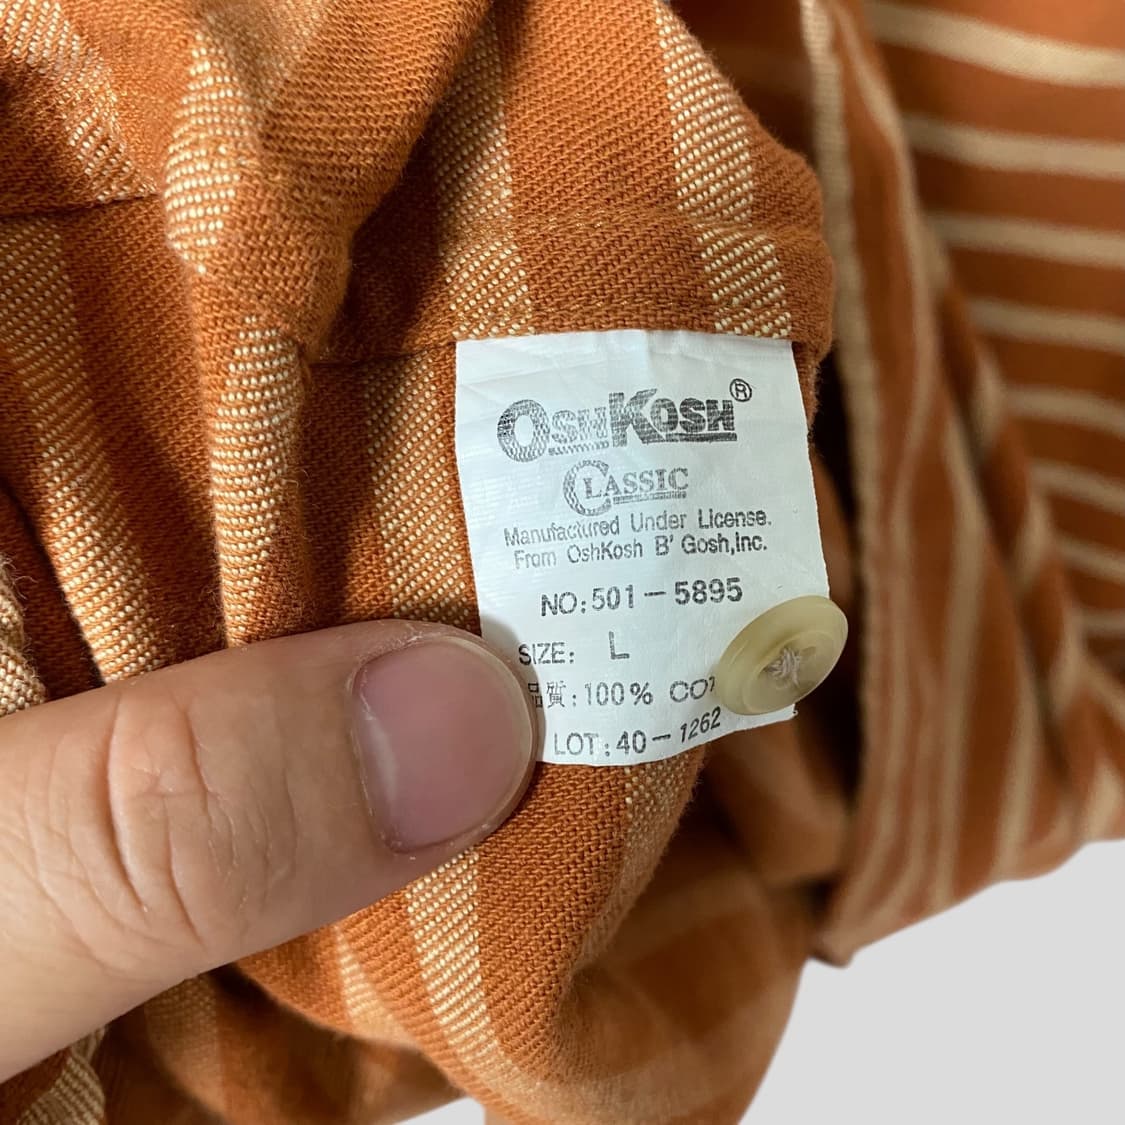 OSHKOSH®
CLASSIC
Manufactured Under License.
From OshKosh B' Gosh,Inc.
NO:501-5895
SIZE: L
品質:100% COT
LOT:40-1262